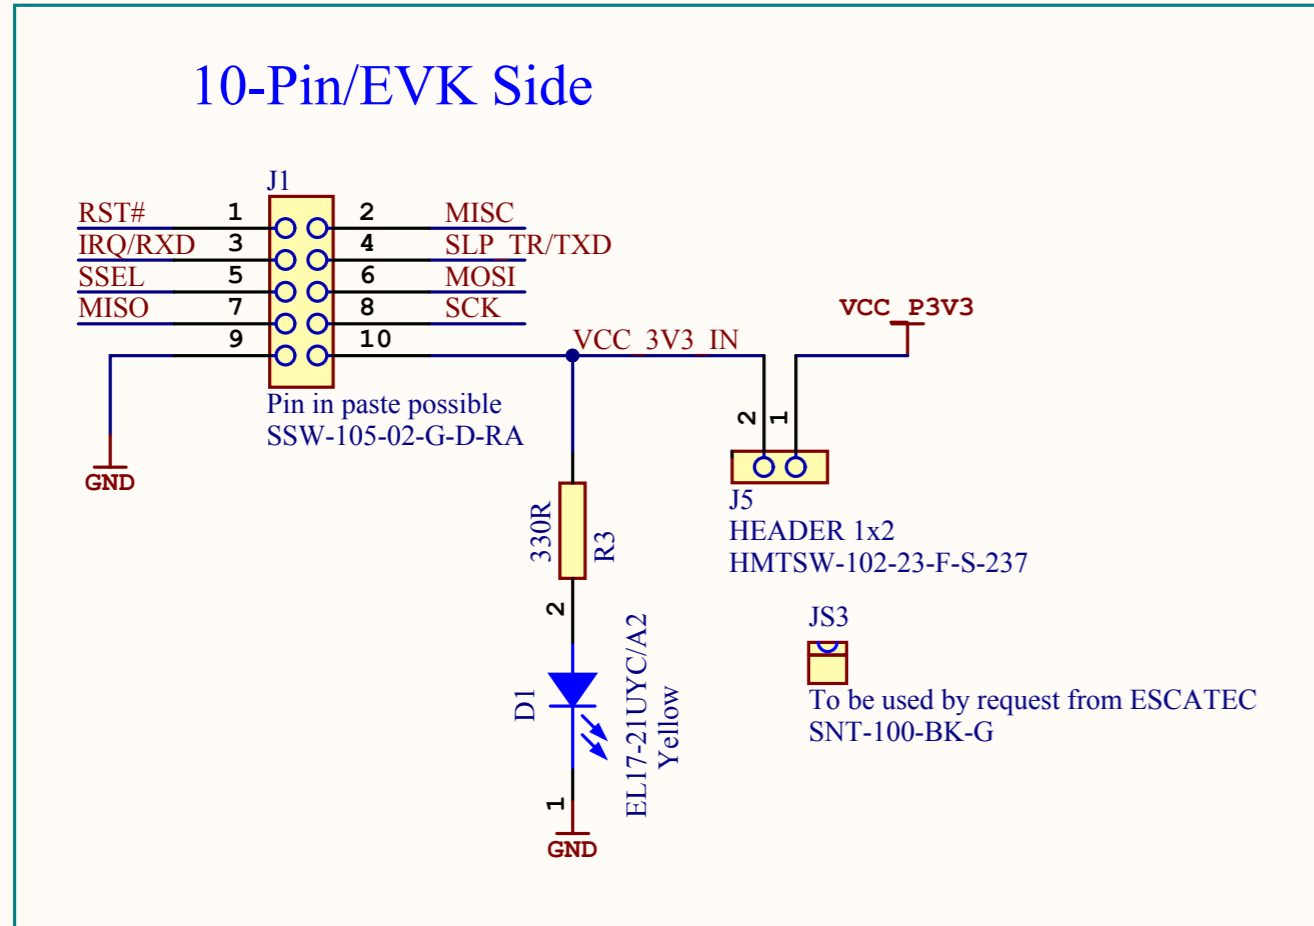 10-Pin/EVK Side
J1
RST# 1 2 MISC
IRQ/RXD 3 4 SLP_TR/TXD
SSEL 5 6 MOSI
MISO 7 8 SCK
9 10 VCC_3V3_IN
VCC_P3V3
Pin in paste possible
SSW-105-02-G-D-RA
GND
2 1
J5
HEADER 1x2
HMTSW-102-23-F-S-237
330R
R3
2
D1
EL17-21UYC/A2
Yellow
1
GND
JS3
To be used by request from ESCATEC
SNT-100-BK-G